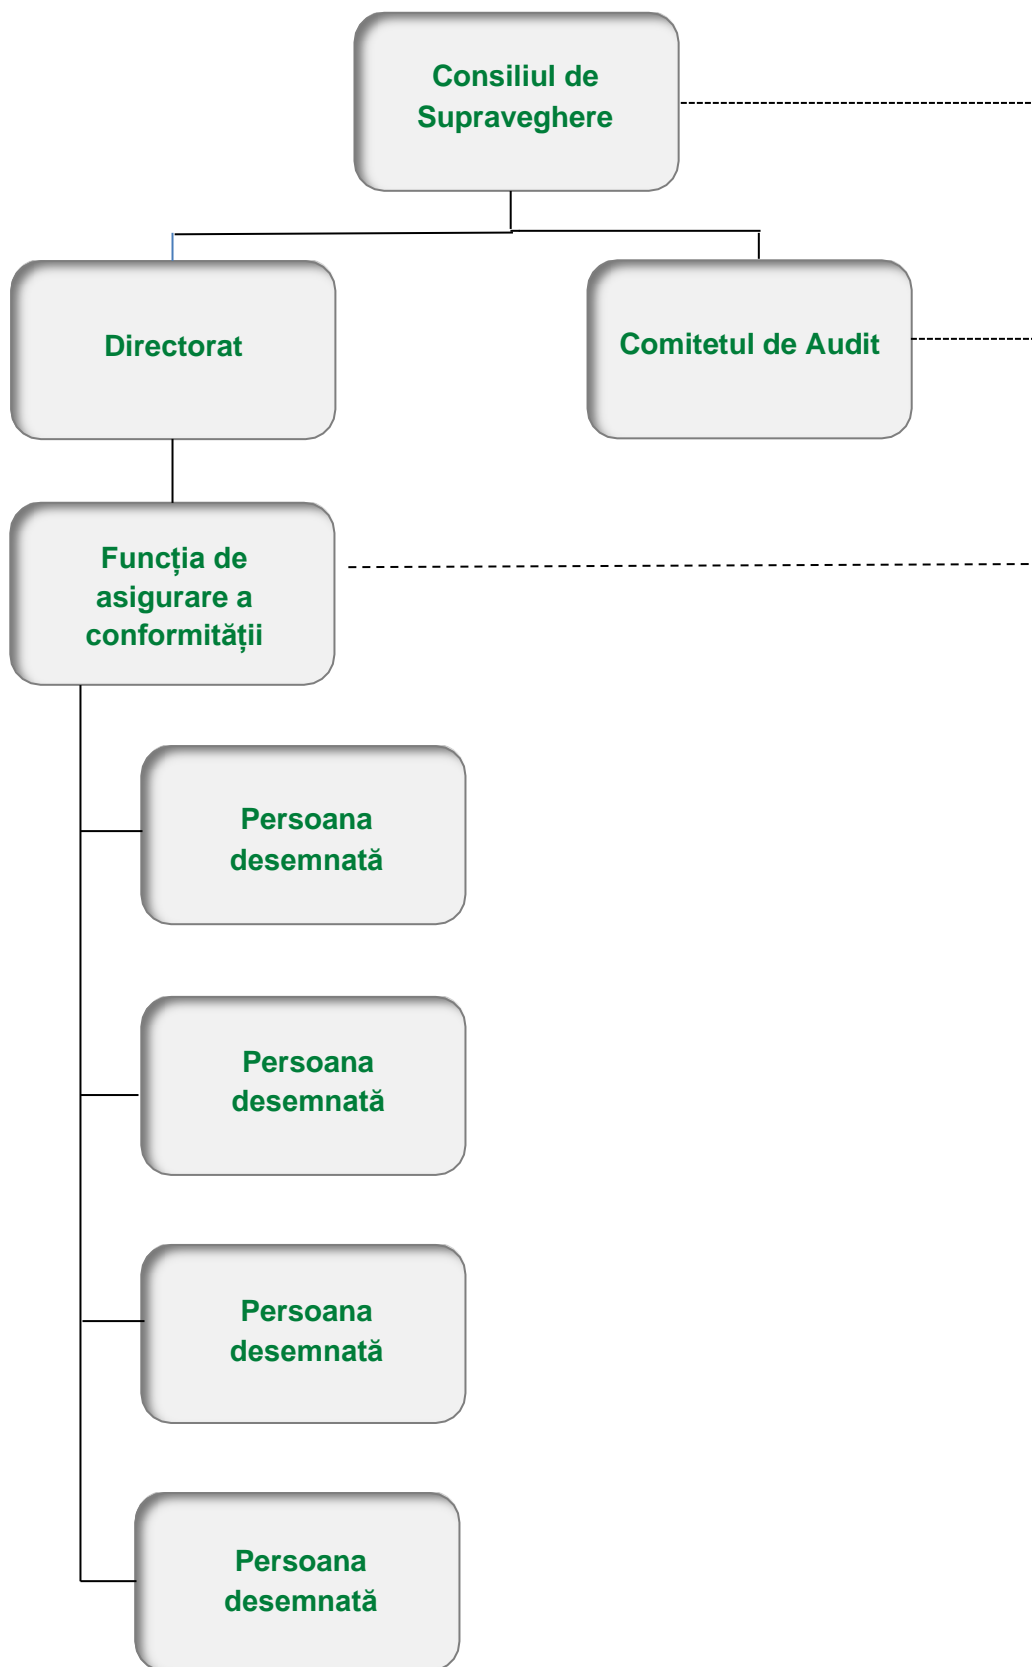 Consiliul de
Supraveghere
Directorat
Comitetul de Audit
Funcția de
asigurare a
conformității
Persoana
desemnată
Persoana
desemnată
Persoana
desemnată
Persoana
desemnată